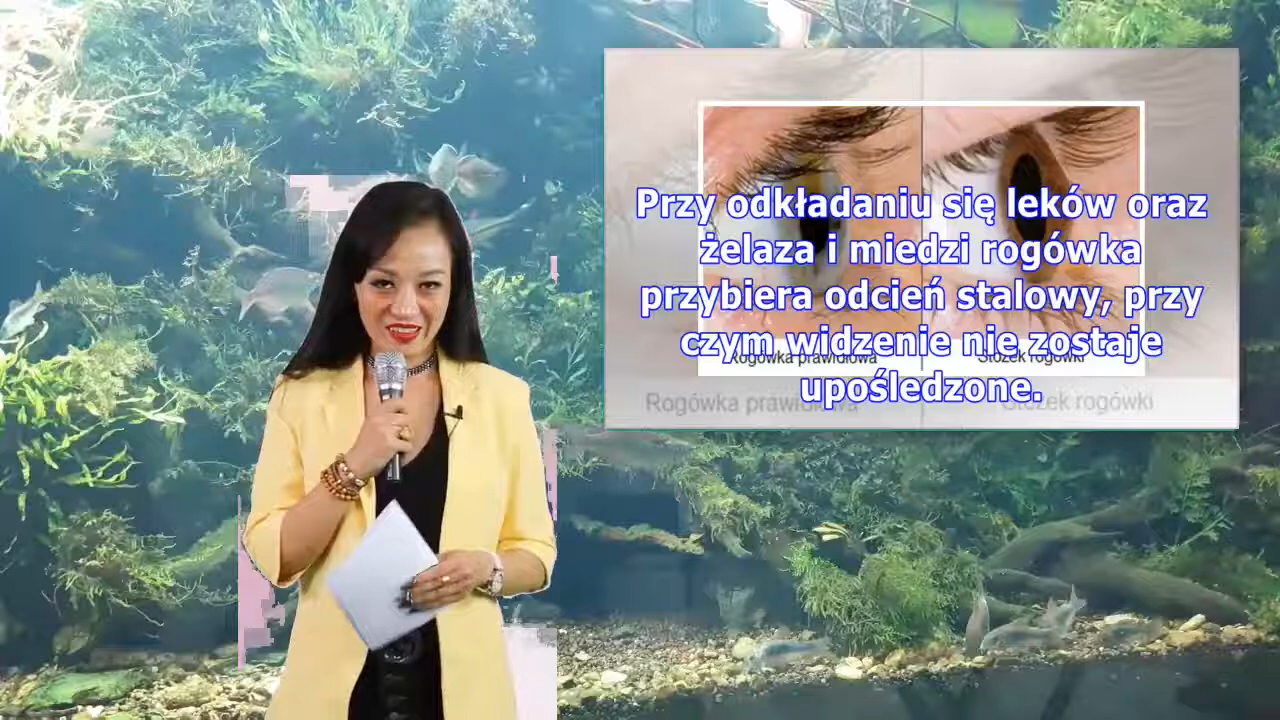 Przy odkładaniu się leków oraz
żelaza i miedzi rogówka
przybiera odcień stalowy, przy
czym widzenie nie zostaje
upośledzone.
Rogówka prawidłowa
Stożek rogówki
Rogówka prawidłowa
Stożek rogówki